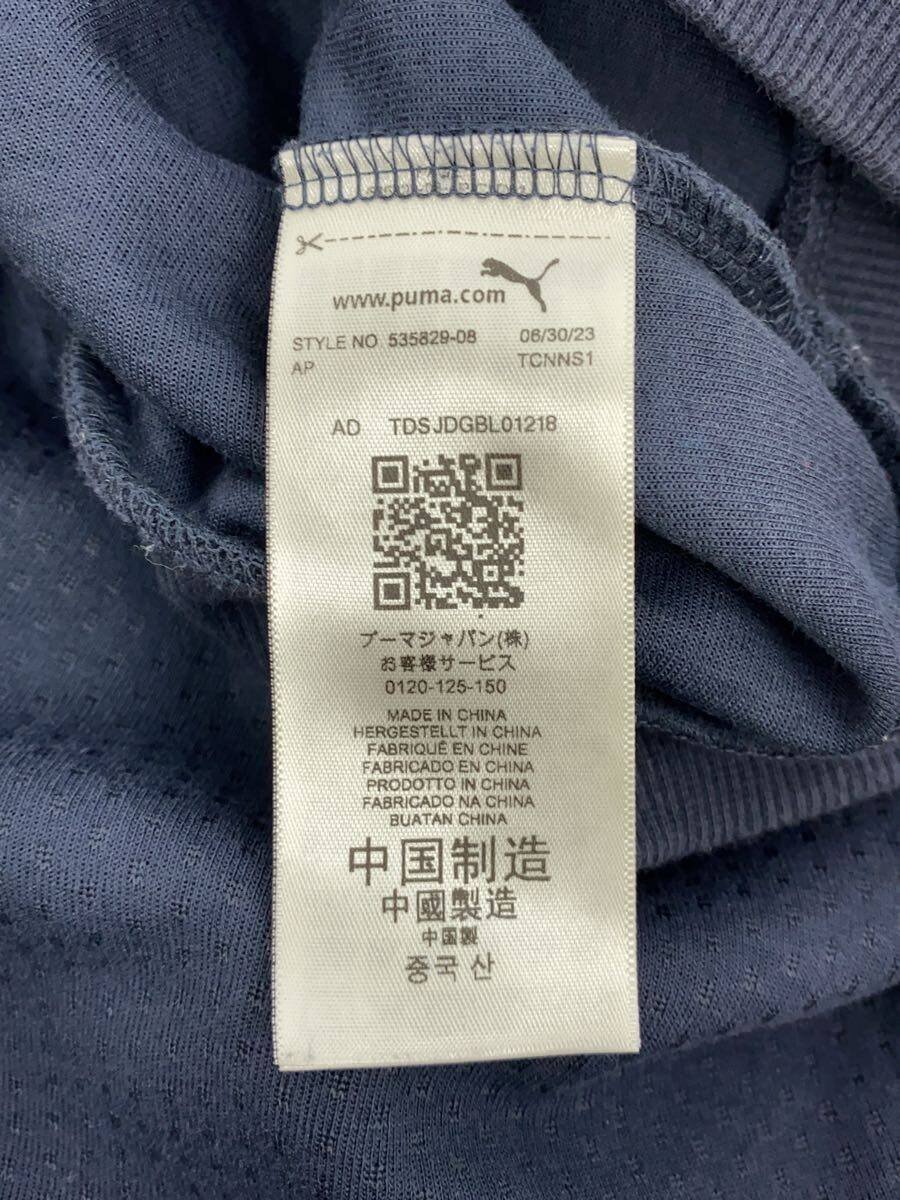 www.puma.com
STYLE NO. 535829-08 06/30/23
AP TCNNS1
AD TDSJDGBL01218
プーマジャパン(株)
お客様サービス
0120-125-150
MADE IN CHINA
HERGESTELLT IN CHINA
FABRIQUÉ EN CHINE
FABRICADO EN CHINA
PRODOTTO IN CHINA
FABRICADO NA CHINA
BUATAN CHINA
中国制造
中國製造
中国製
중국 산